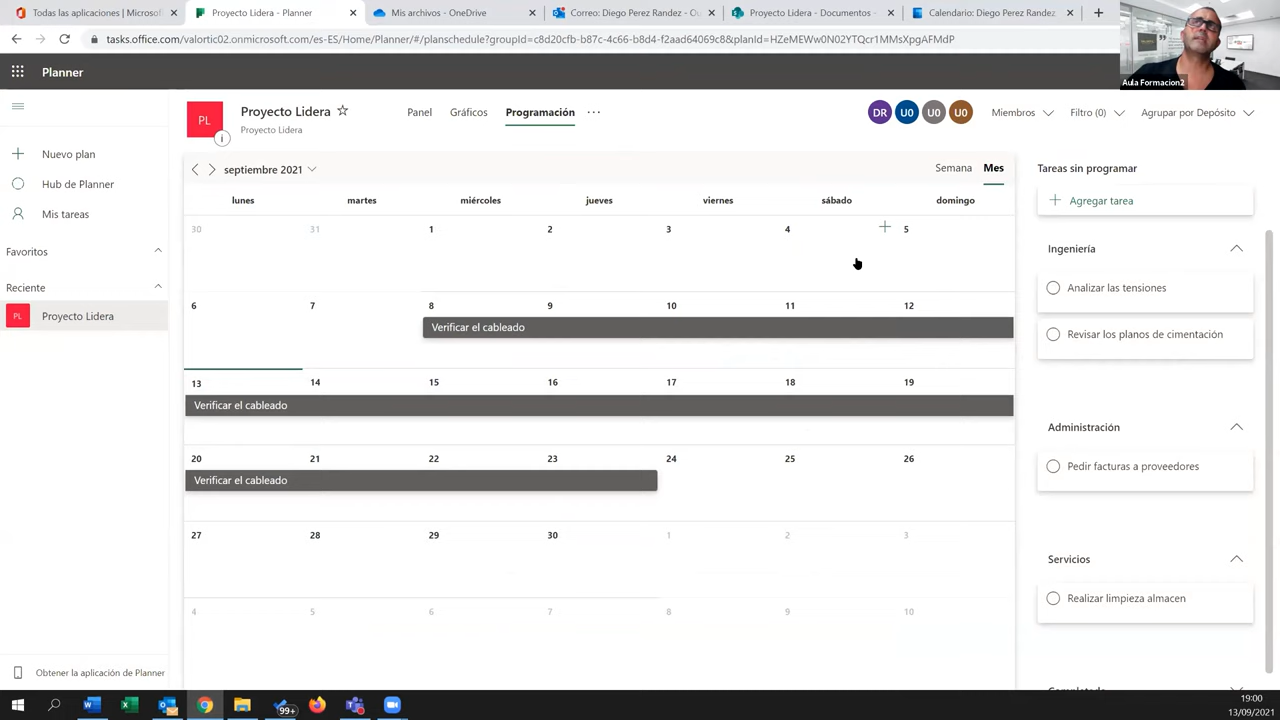 Todas las aplicaciones | Microsof
Proyecto Lidera - Planner
Mis archivos - OneDrive
Correo: Diego Perez Randez - Ou
Proyecto Lidera - Documentos -
Calendario: Diego Perez Randez
tasks.office.com/valortic02.onmicrosoft.com/es-ES/Home/Planner/#/planschedule?groupId=c8d20cfb-b87c-4c66-b8d4-f2aad64069c8&planId=HZeMEWw0N02YTQcr1MMsXpgAFMdP
Aula Formacion2
Planner
PL
Proyecto Lidera
Proyecto Lidera
Panel
Gráficos
Programación
DR
U0
U0
U0
Miembros
Filtro (0)
Agrupar por Depósito
Nuevo plan
Hub de Planner
Mis tareas
Favoritos
Reciente
PL Proyecto Lidera
Obtener la aplicación de Planner
septiembre 2021
Semana
Mes
lunes martes miércoles jueves viernes sábado domingo
30 31 1 2 3 4 5
6 7 8 9 10 11 12
Verificar el cableado
13 14 15 16 17 18 19
Verificar el cableado
20 21 22 23 24 25 26
Verificar el cableado
27 28 29 30 1 2 3
4 5 6 7 8 9 10
Tareas sin programar
Agregar tarea
Ingeniería
Analizar las tensiones
Revisar los planos de cimentación
Administración
Pedir facturas a proveedores
Servicios
Realizar limpieza almacen
99+
19:00
13/09/2021